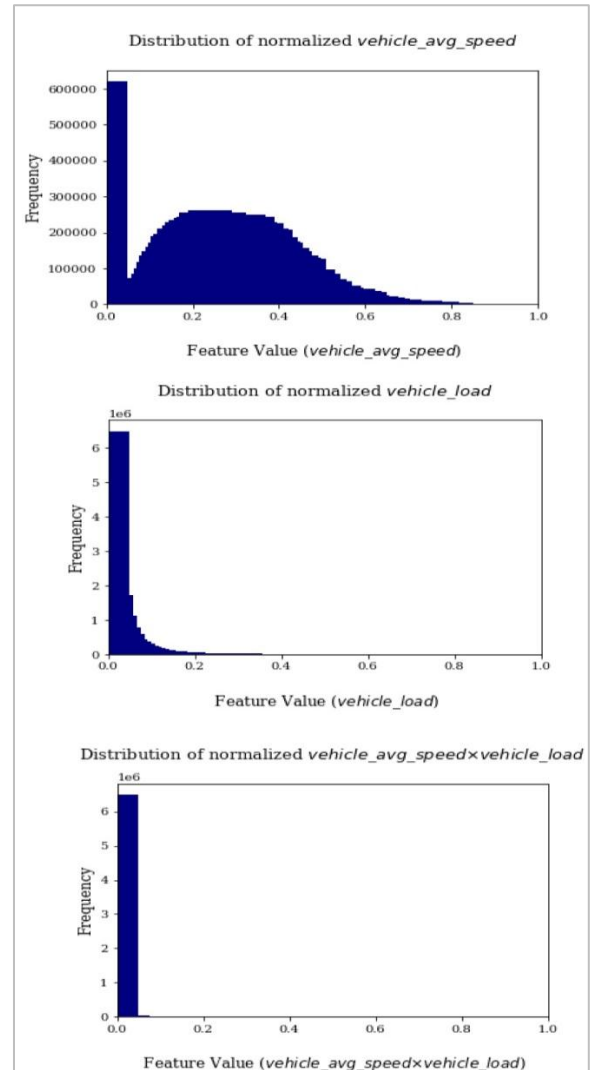 Distribution of normalized vehicle_avg_speed
600000
500000
400000
300000
200000
100000
0
Frequency
0.0 0.2 0.4 0.6 0.8 1.0
Feature Value (vehicle_avg_speed)
Distribution of normalized vehicle_load
1e6
6
5
4
3
2
1
0
Frequency
0.0 0.2 0.4 0.6 0.8 1.0
Feature Value (vehicle_load)
Distribution of normalized vehicle_avg_speed×vehicle_load
1e6
6
5
4
3
2
1
0
Frequency
0.0 0.2 0.4 0.6 0.8 1.0
Feature Value (vehicle_avg_speed×vehicle_load)